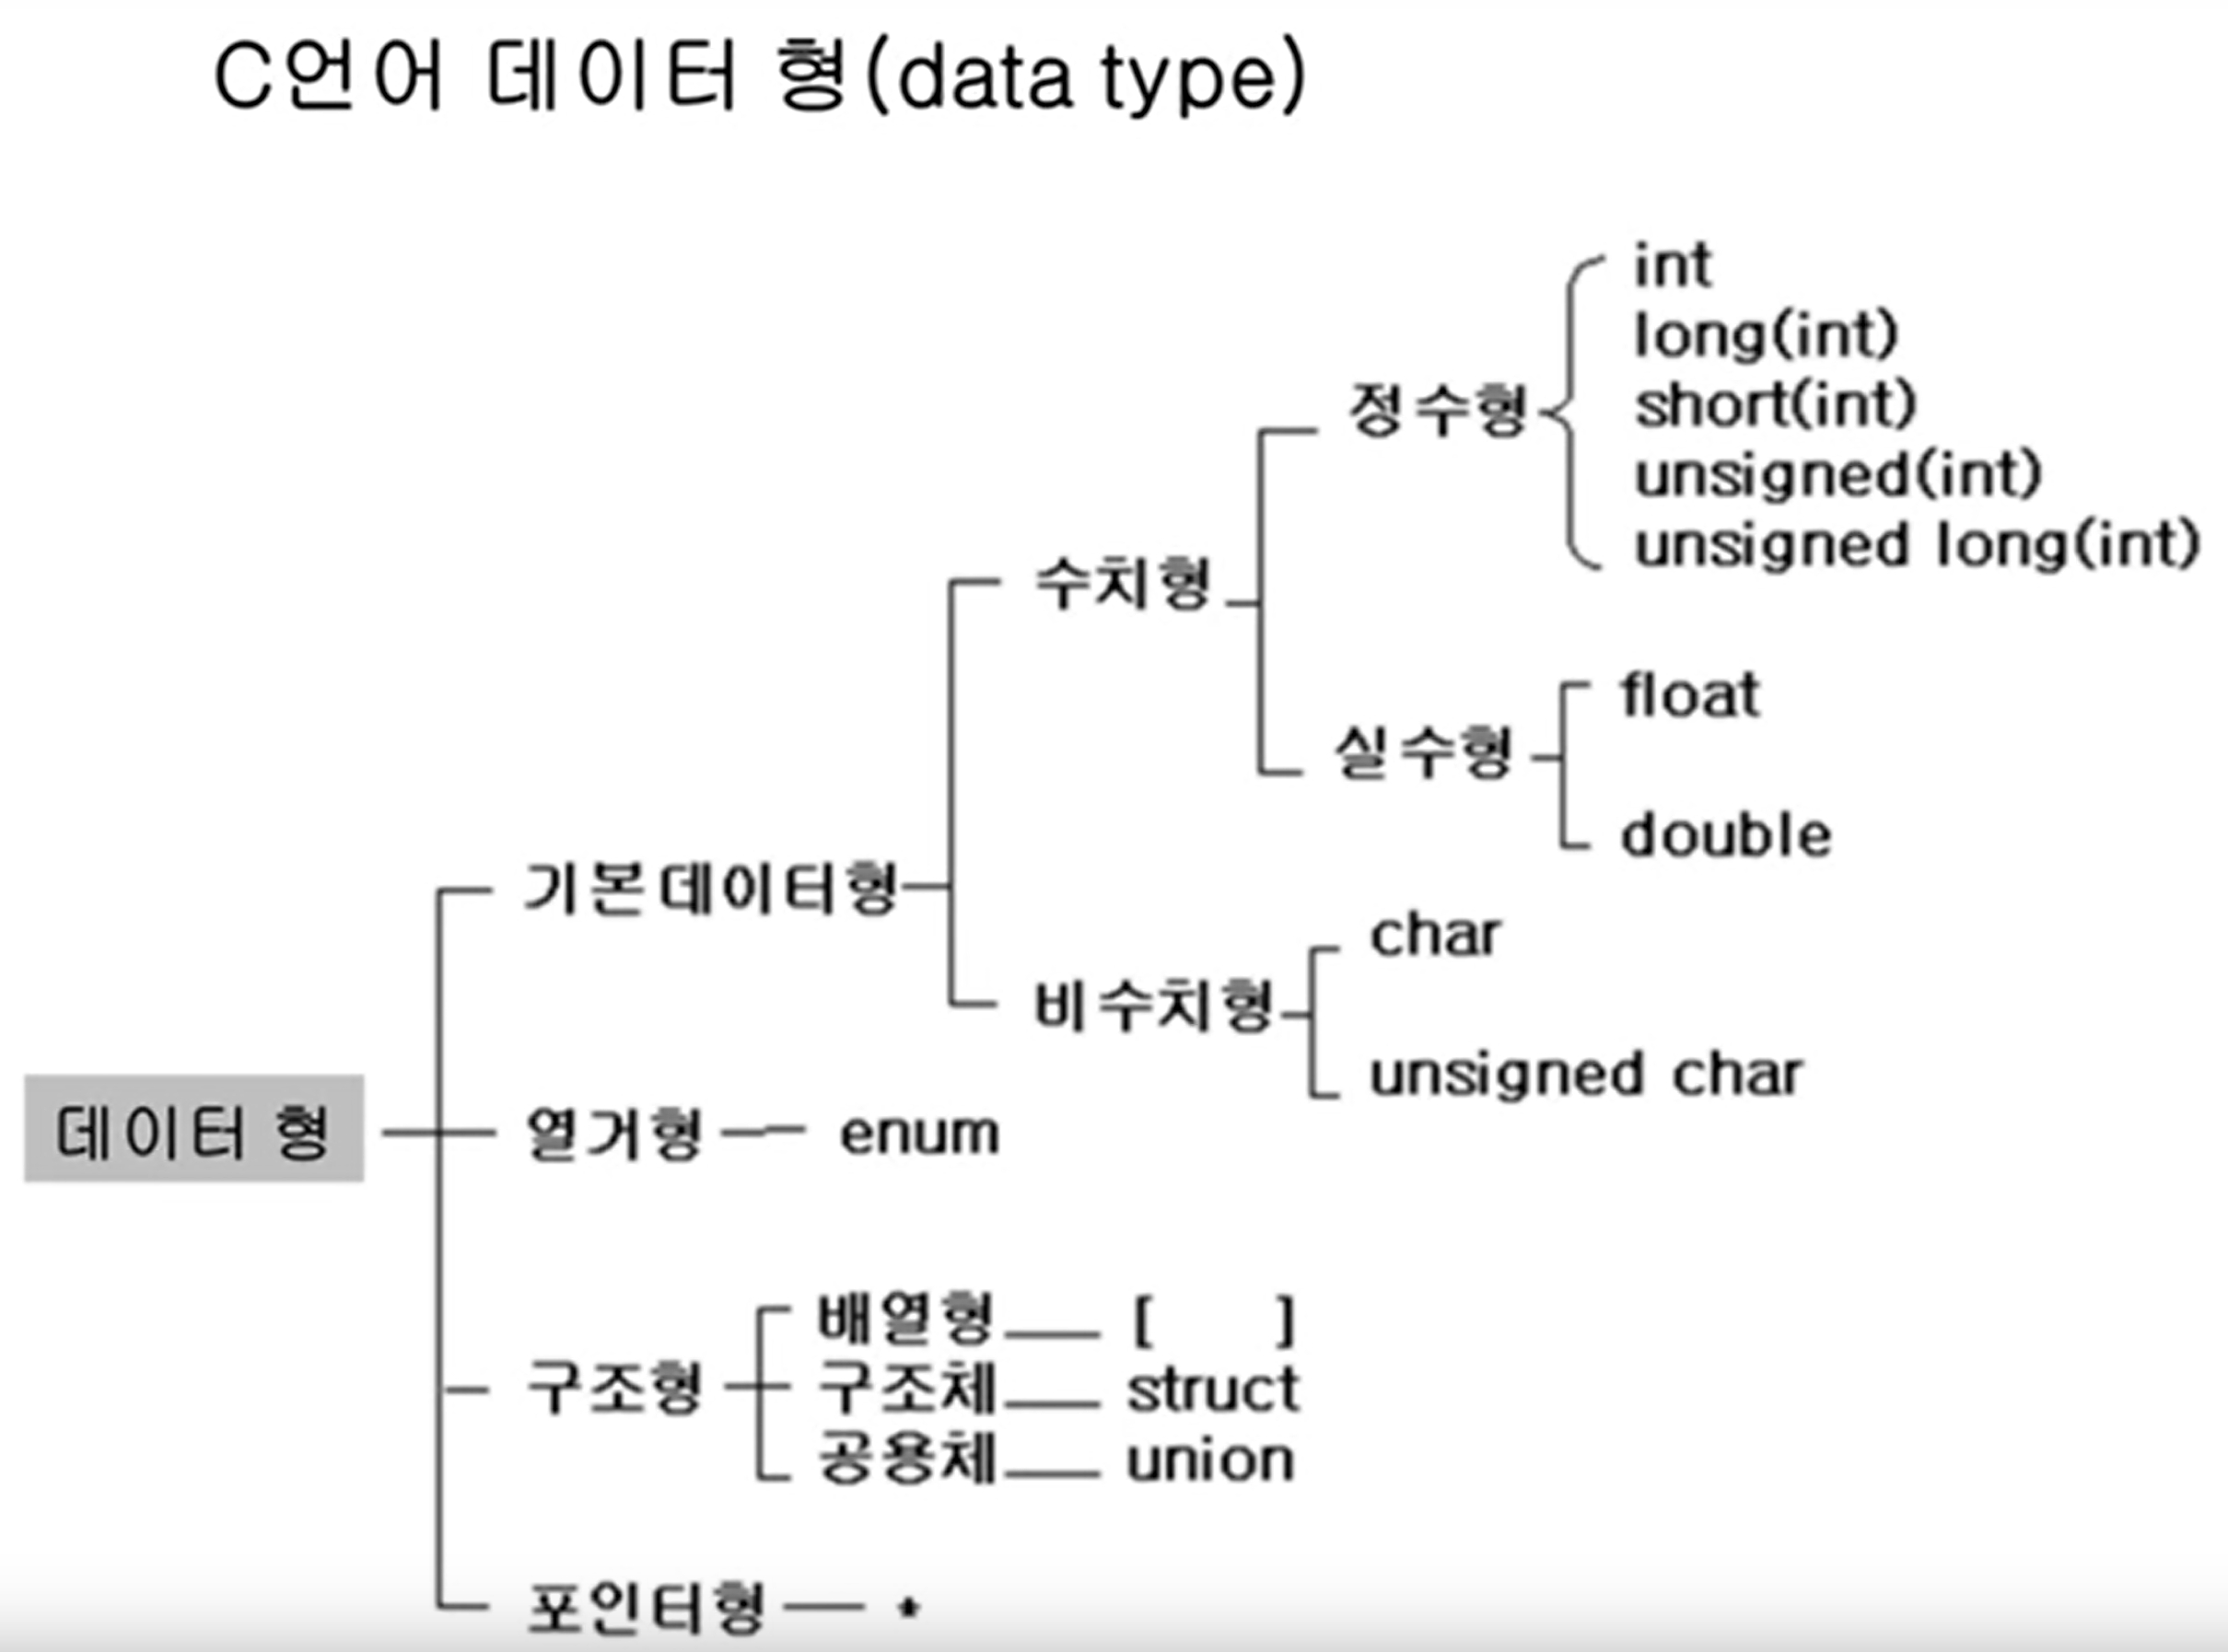 C언어 데이터 형(data type)
int
long(int)
short(int)
정수형
unsigned(int)
unsigned long(int)
수치형
float
실수형
double
기본데이터형
char
비수치형
unsigned char
데이터 형
열거형
enum
배열형 [ ]
구조형
구조체 struct
공용체 union
포인터형 *